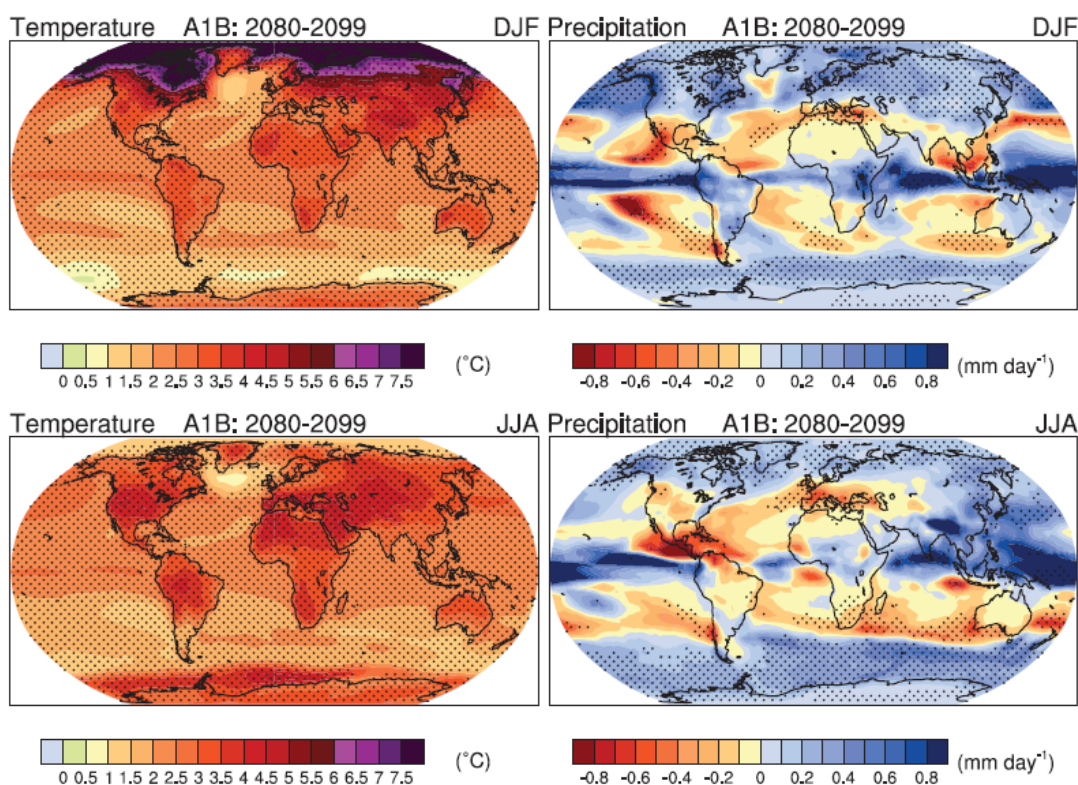 Temperature A1B: 2080-2099 DJF
Precipitation A1B: 2080-2099 DJF
0 0.5 1 1.5 2 2.5 3 3.5 4 4.5 5 5.5 6 6.5 7 7.5 (°C)
-0.8 -0.6 -0.4 -0.2 0 0.2 0.4 0.6 0.8 (mm day⁻¹)
Temperature A1B: 2080-2099 JJA
Precipitation A1B: 2080-2099 JJA
0 0.5 1 1.5 2 2.5 3 3.5 4 4.5 5 5.5 6 6.5 7 7.5 (°C)
-0.8 -0.6 -0.4 -0.2 0 0.2 0.4 0.6 0.8 (mm day⁻¹)